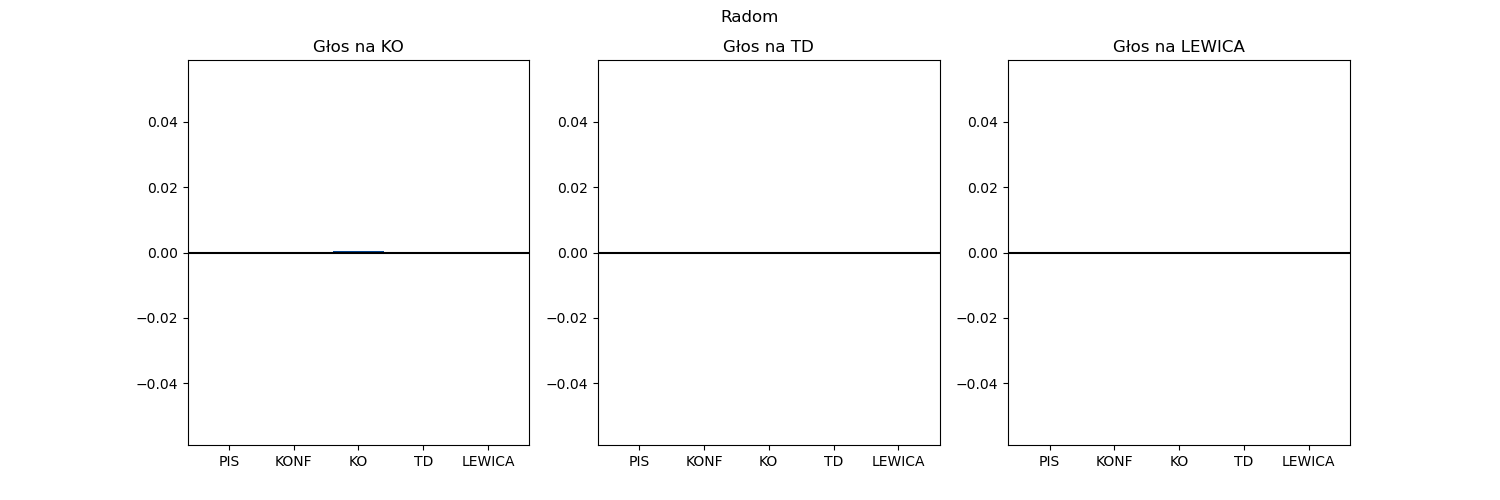 Radom
Głos na KO
0.04
0.02
0.00
−0.02
−0.04
PIS KONF KO TD LEWICA
Głos na TD
0.04
0.02
0.00
−0.02
−0.04
PIS KONF KO TD LEWICA
Głos na LEWICA
0.04
0.02
0.00
−0.02
−0.04
PIS KONF KO TD LEWICA